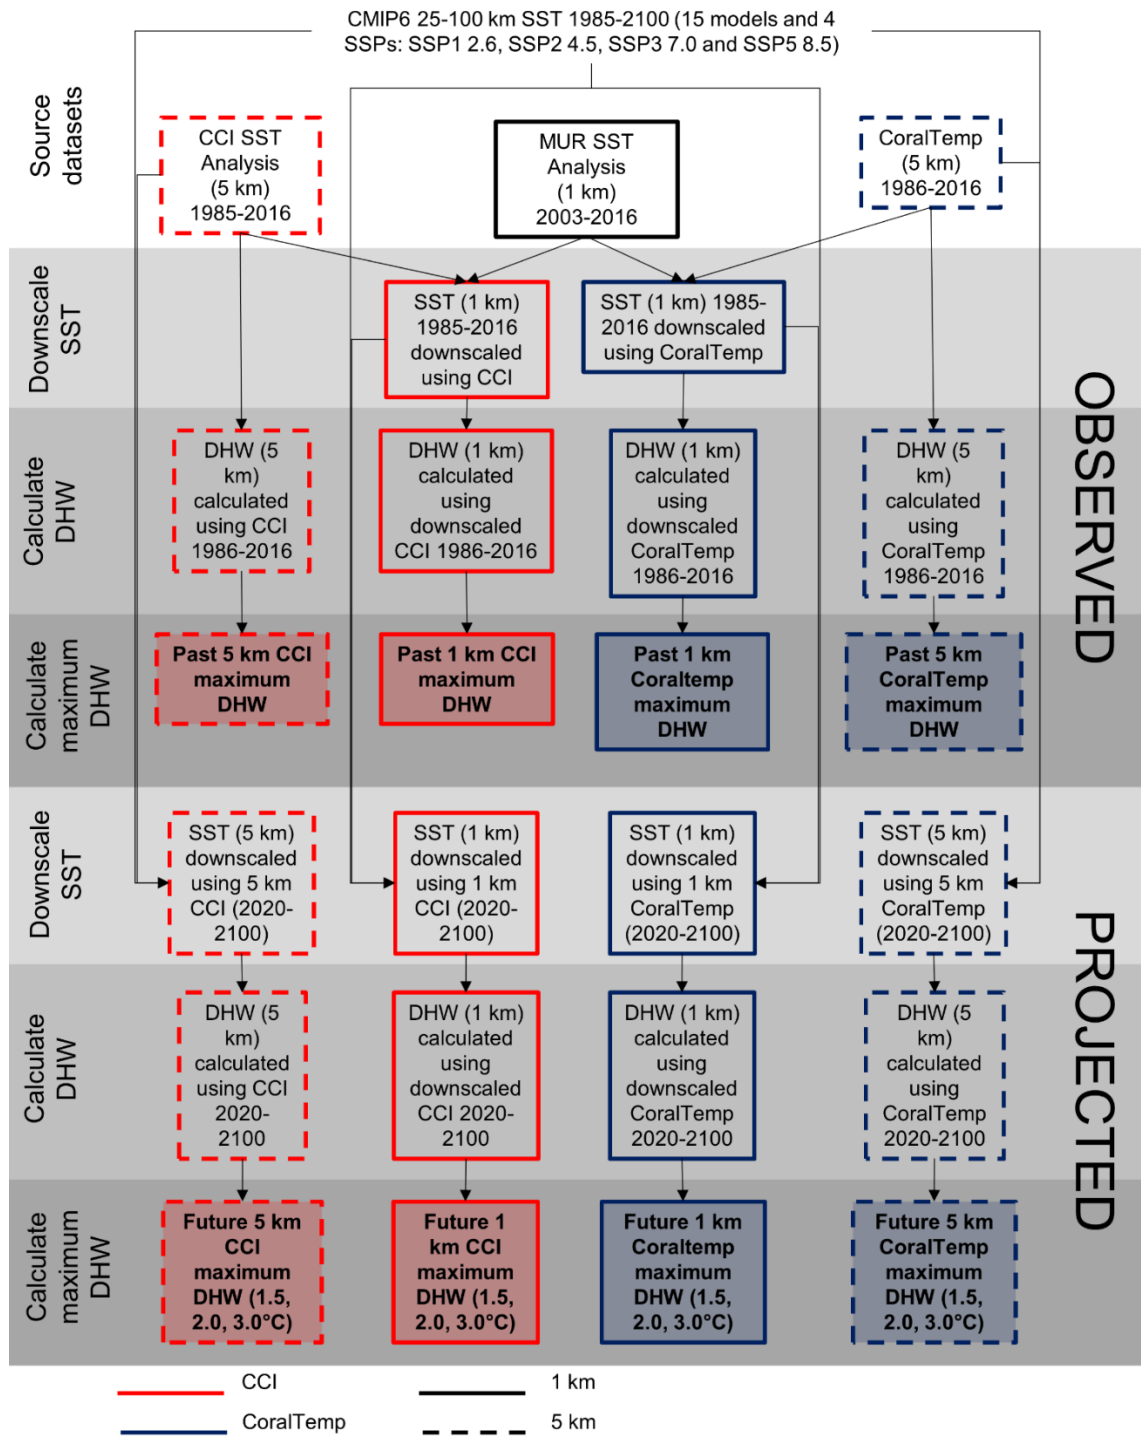 CMIP6 25-100 km SST 1985-2100 (15 models and 4
SSPs: SSP1 2.6, SSP2 4.5, SSP3 7.0 and SSP5 8.5)
Source
datasets
CCI SST
Analysis
(5 km)
1985-2016
MUR SST
Analysis
(1 km)
2003-2016
CoralTemp
(5 km)
1986-2016
Downscale
SST
SST (1 km)
1985-2016
downscaled
using CCI
SST (1 km) 1985-
2016 downscaled
using CoralTemp
OBSERVED
Calculate
DHW
DHW (5
km)
calculated
using CCI
1986-2016
DHW (1 km)
calculated
using
downscaled
CCI 1986-2016
DHW (1 km)
calculated
using
downscaled
CoralTemp
1986-2016
DHW (5
km)
calculated
using
CoralTemp
1986-2016
Calculate
maximum
DHW
Past 5 km CCI
maximum
DHW
Past 1 km CCI
maximum
DHW
Past 1 km
Coraltemp
maximum
DHW
Past 5 km
CoralTemp
maximum
DHW
Downscale
SST
SST (5 km)
downscaled
using 5 km
CCI (2020-
2100)
SST (1 km)
downscaled
using 1 km
CCI (2020-
2100)
SST (1 km)
downscaled
using 1 km
CoralTemp
(2020-2100)
SST (5 km)
downscaled
using 5 km
CoralTemp
(2020-2100)
PROJECTED
Calculate
DHW
DHW (5
km)
calculated
using CCI
2020-
2100
DHW (1 km)
calculated
using
downscaled
CCI 2020-
2100
DHW (1 km)
calculated
using
downscaled
CoralTemp
2020-2100
DHW (5
km)
calculated
using
CoralTemp
2020-2100
Calculate
maximum
DHW
Future 5 km
CCI
maximum
DHW (1.5,
2.0, 3.0°C)
Future 1
km CCI
maximum
DHW (1.5,
2.0, 3.0°C)
Future 1 km
Coraltemp
maximum
DHW (1.5,
2.0, 3.0°C)
Future 5 km
CoralTemp
maximum
DHW (1.5,
2.0, 3.0°C)
CCI
1 km
CoralTemp
5 km